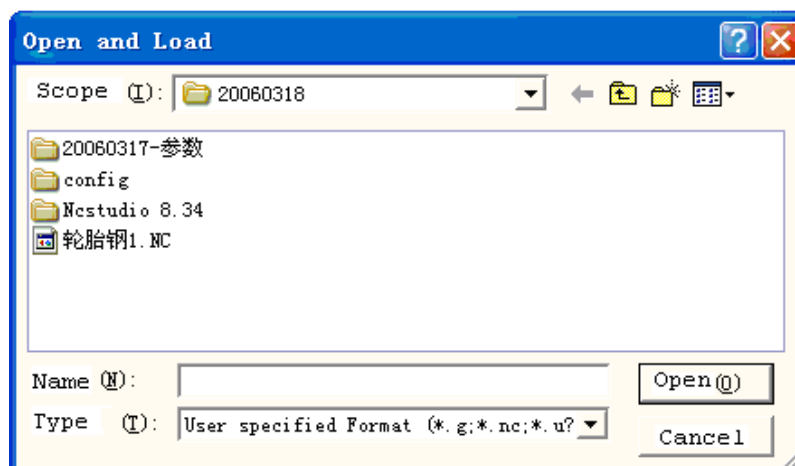 Open and Load
Scope (I): 20060318
20060317-参数
config
Ncstudio 8.34
轮胎钢1.NC
Name (N):
Open(O)
Type (T): User specified Format (*.g;*.nc;*.u?
Cancel